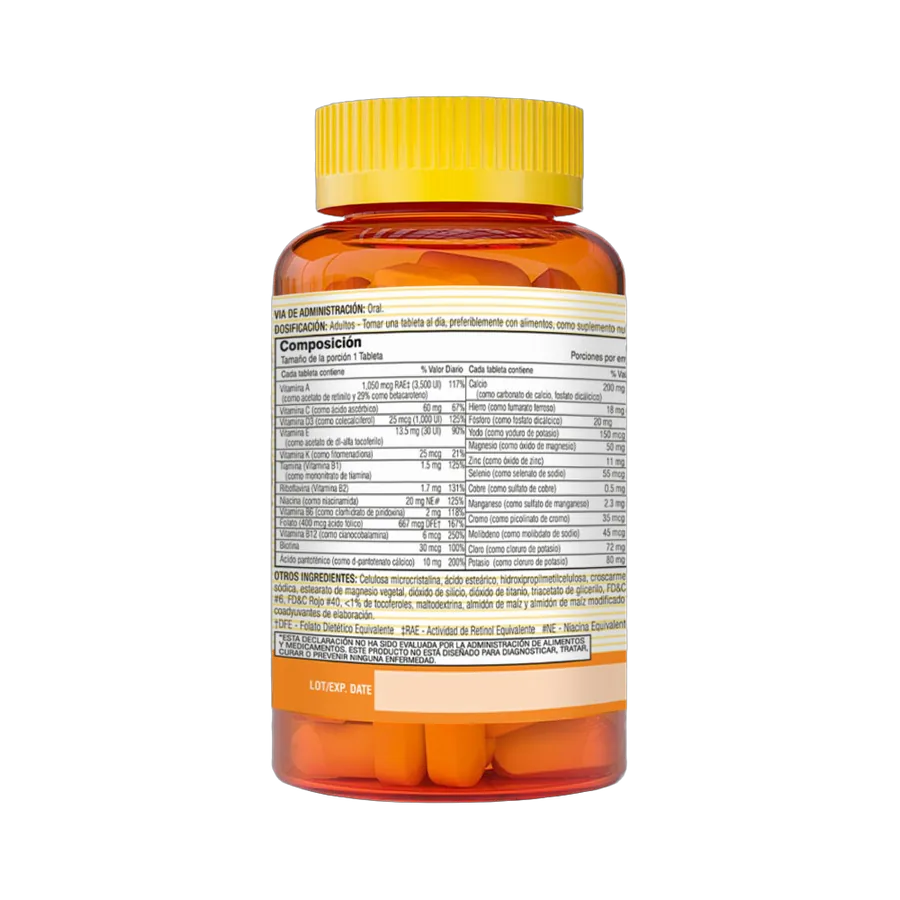 VIA DE ADMINISTRACIÓN: Oral.
DOSIFICACIÓN: Adultos - Tomar una tableta al día, preferiblemente con alimentos, como suplemento
Composición
Tamaño de la porción 1 Tableta
Porciones por
Cada tableta contiene % Valor Diario
Vitamina A 1,050 mcg RAE‡ (3,500 UI) 117%
(como acetato de retinilo y 29% como betacaroteno)
Vitamina C (como ácido ascórbico) 60 mg 67%
Vitamina D3 (como colecalciferol) 25 mcg (1,000 UI) 125%
Vitamina E 13.5 mg (30 UI) 90%
(como acetato de dl-alfa tocoferilo)
Vitamina K (como fitomenadiona) 25 mcg 21%
Tiamina (Vitamina B1) 1.5 mg 125%
(como mononitrato de tiamina)
Riboflavina (Vitamina B2) 1.7 mg 131%
Niacina (como niacinamida) 20 mg NE# 125%
Vitamina B6 (como clorhidrato de piridoxina) 2 mg 118%
Folato (400 mcg ácido fólico) 667 mcg DFE† 167%
Vitamina B12 (como cianocobalamina) 6 mcg 250%
Biotina 30 mcg 100%
Ácido pantoténico (como d-pantotenato cálcico) 10 mg 200%
Cada tableta contiene %
Calcio 200 mg
(como carbonato de calcio, fosfato dicálcico)
Hierro (como fumarato ferroso) 18 mg
Fósforo (como fosfato dicálcico) 20 mg
Yodo (como yoduro de potasio) 150 mcg
Magnesio (como óxido de magnesio) 50 mg
Zinc (como óxido de zinc) 11 mg
Selenio (como selenato de sodio) 55 mcg
Cobre (como sulfato de cobre) 0.5 mg
Manganeso (como sulfato de manganeso) 2.3 mg
Cromo (como picolinato de cromo) 35 mcg
Molibdeno (como molibdato de sodio) 45 mcg
Cloro (como cloruro de potasio) 72 mg
Potasio (como cloruro de potasio) 80 mg
OTROS INGREDIENTES: Celulosa microcristalina, ácido esteárico, hidroxipropilmetilcelulosa, croscarme
sódica, estearato de magnesio vegetal, dióxido de silicio, dióxido de titanio, triacetato de glicerilo, FD&C
#6, FD&C Rojo #40, <1% de tocoferoles, maltodextrina, almidón de maíz y almidón de maíz modificado
coadyuvantes de elaboración.
†DFE - Folato Dietético Equivalente ‡RAE - Actividad de Retinol Equivalente #NE - Niacina Equivalent
*ESTA DECLARACIÓN NO HA SIDO EVALUADA POR LA ADMINISTRACIÓN DE ALIMENTOS
Y MEDICAMENTOS. ESTE PRODUCTO NO ESTÁ DISEÑADO PARA DIAGNOSTICAR, TRATAR,
CURAR O PREVENIR NINGUNA ENFERMEDAD.
LOT/EXP. DATE